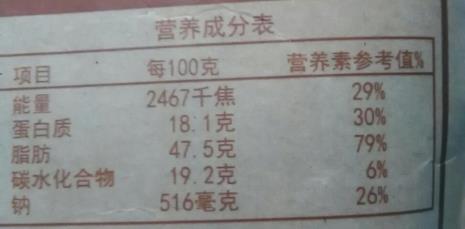 营养成分表
项目 每100克 营养素参考值%
能量 2467千焦 29%
蛋白质 18.1克 30%
脂肪 47.5克 79%
碳水化合物 19.2克 6%
钠 516毫克 26%